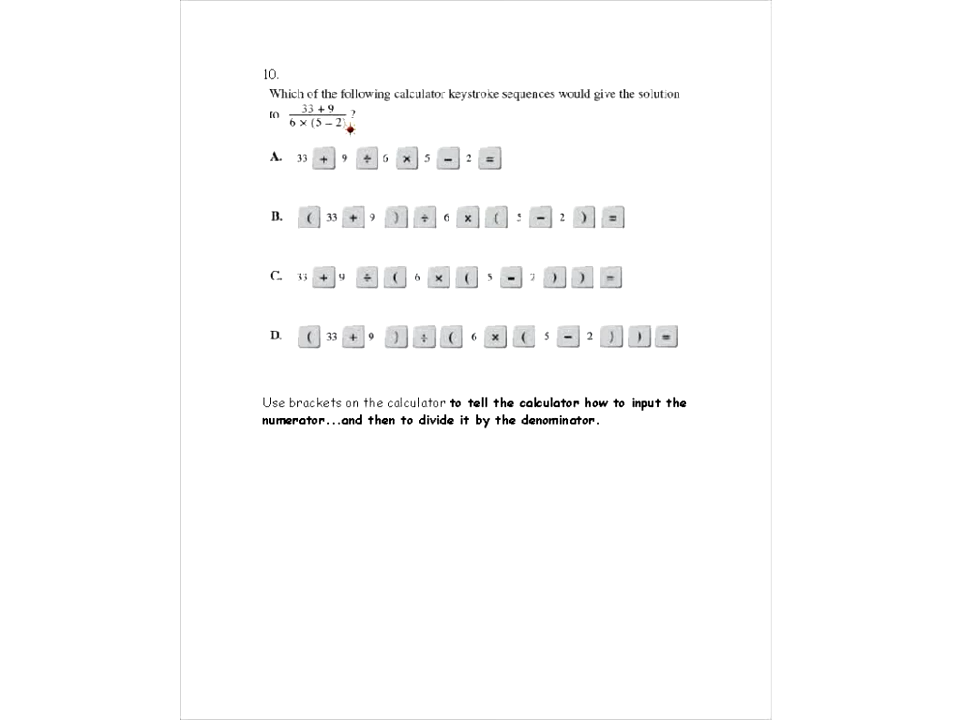 10.
Which of the following calculator keystroke sequences would give the solution
to 33 + 9 / 6 × (5 – 2) ?
A. 33 + 9 ÷ 6 × 5 − 2 =
B. ( 33 + 9 ) ÷ 6 × ( 5 − 2 ) =
C. 33 + 9 ÷ ( 6 × ( 5 − 2 ) ) =
D. ( 33 + 9 ) ÷ ( 6 × ( 5 − 2 ) ) =
Use brackets on the calculator to tell the calculator how to input the
numerator...and then to divide it by the denominator.